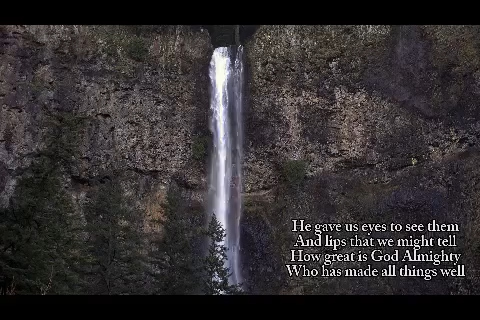 He gave us eyes to see them
And lips that we might tell
How great is God Almighty
Who has made all things well